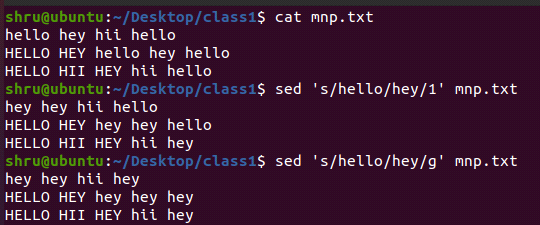 shru@ubuntu:~/Desktop/class1$ cat mnp.txt
hello hey hii hello
HELLO HEY hello hey hello
HELLO HII HEY hii hello
shru@ubuntu:~/Desktop/class1$ sed 's/hello/hey/1' mnp.txt
hey hey hii hello
HELLO HEY hey hey hello
HELLO HII HEY hii hey
shru@ubuntu:~/Desktop/class1$ sed 's/hello/hey/g' mnp.txt
hey hey hii hey
HELLO HEY hey hey hey
HELLO HII HEY hii hey